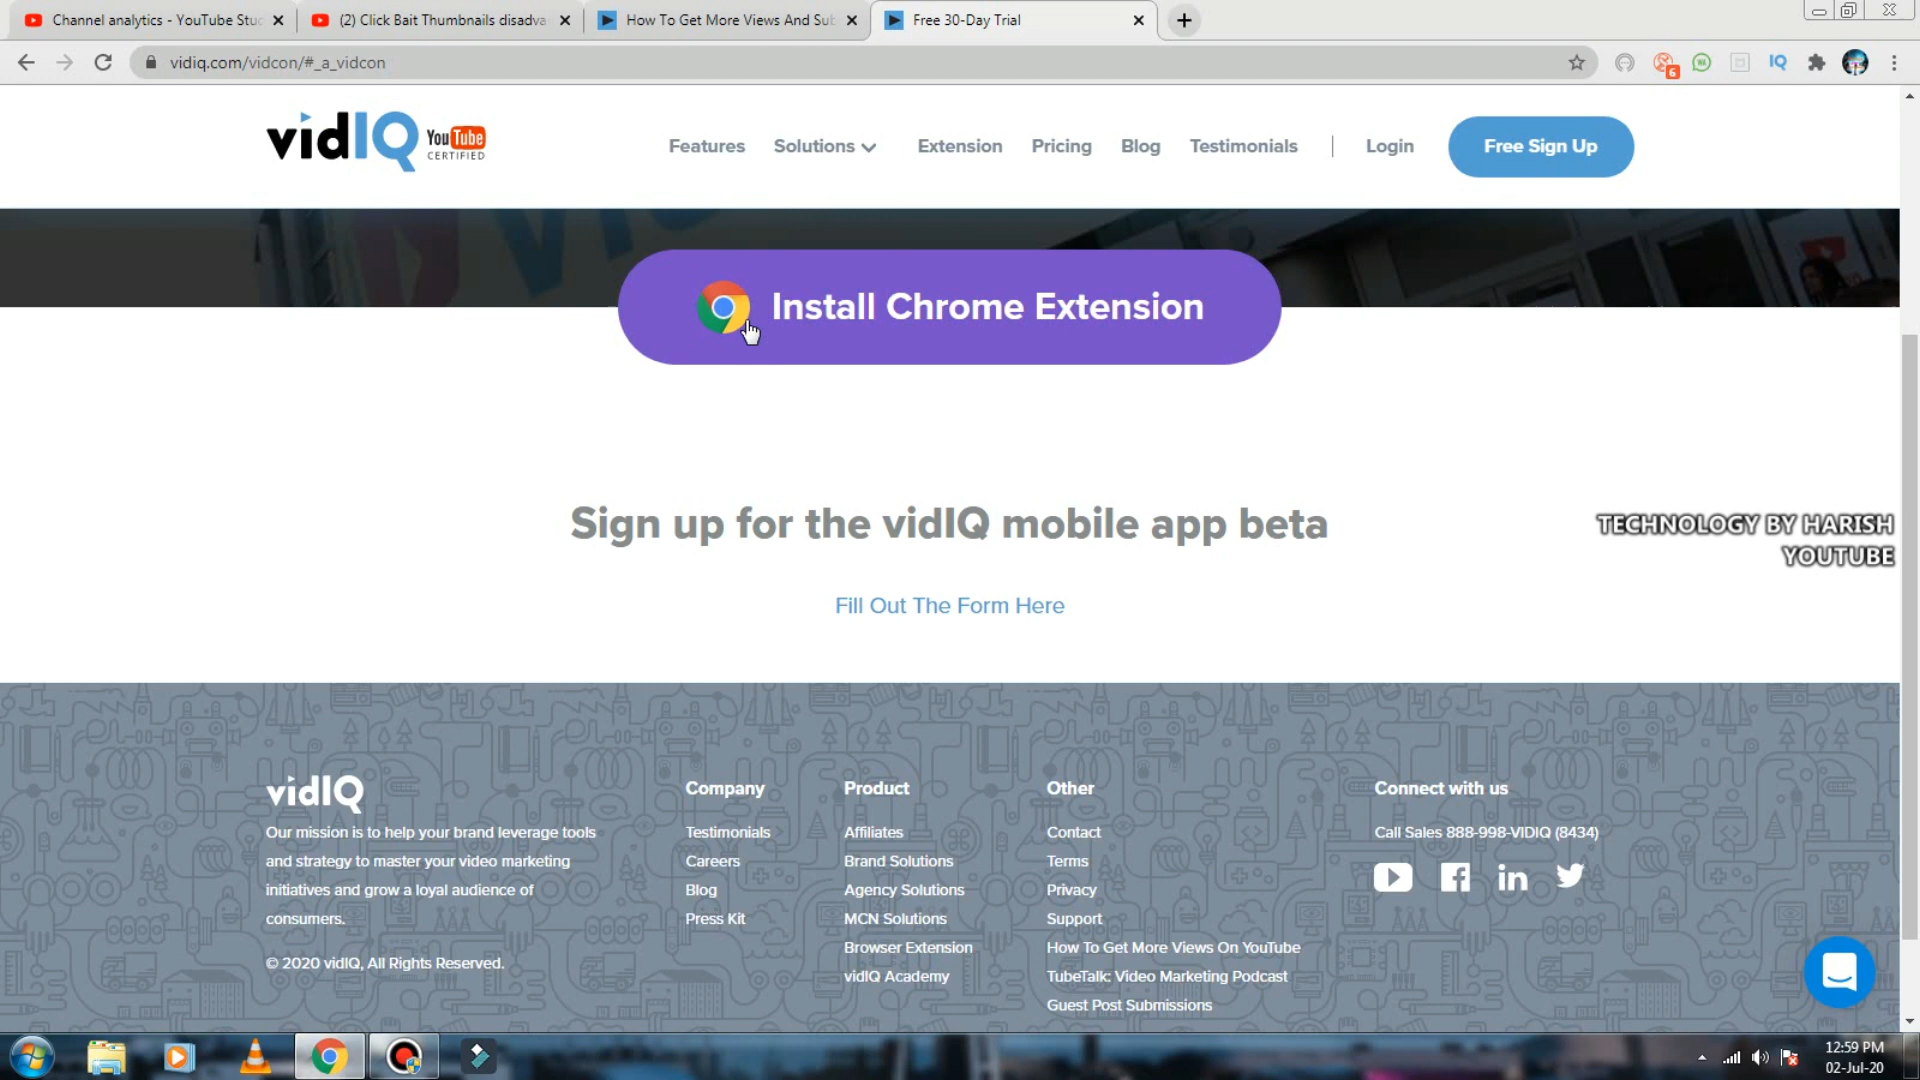 Channel analytics - YouTube Stu
(2) Click Bait Thumbnails disadva
How To Get More Views And Sub
Free 30-Day Trial
vidiq.com/vidcon/#_a_vidcon
6
IQ
vidIQ YouTube CERTIFIED
Features Solutions Extension Pricing Blog Testimonials | Login Free Sign Up
Install Chrome Extension
Sign up for the vidIQ mobile app beta
TECHNOLOGY BY HARISH
YOUTUBE
Fill Out The Form Here
vidIQ
Our mission is to help your brand leverage tools
and strategy to master your video marketing
initiatives and grow a loyal audience of
consumers.
© 2020 vidIQ, All Rights Reserved.
Company
Testimonials
Careers
Blog
Press Kit
Product
Affiliates
Brand Solutions
Agency Solutions
MCN Solutions
Browser Extension
vidIQ Academy
Other
Contact
Terms
Privacy
Support
How To Get More Views On YouTube
TubeTalk: Video Marketing Podcast
Guest Post Submissions
Connect with us
Call Sales 888-998-VIDIQ (8434)
12:59 PM
02-Jul-20